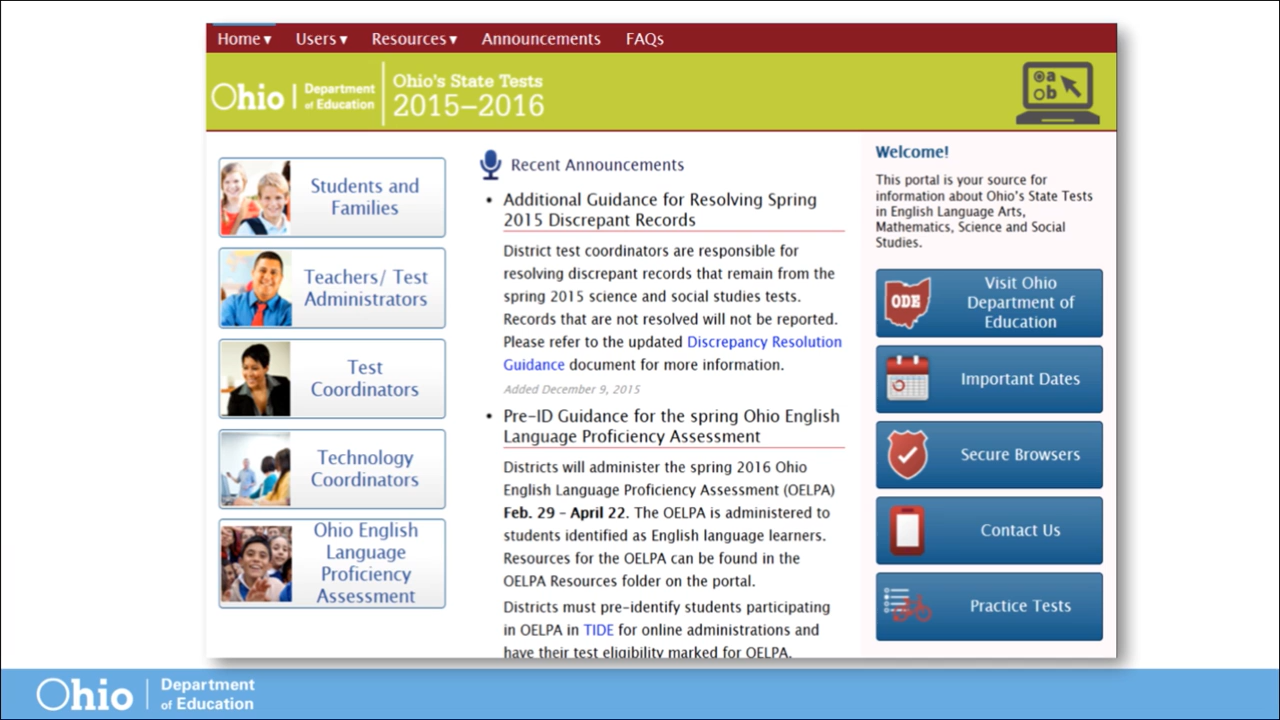 Home▼ Users▼ Resources▼ Announcements FAQs
Ohio
Department
of Education
Ohio's State Tests
2015–2016
a
b
Students and
Families
Teachers/ Test
Administrators
Test
Coordinators
Technology
Coordinators
Ohio English
Language
Proficiency
Assessment
Recent Announcements
• Additional Guidance for Resolving Spring
2015 Discrepant Records
District test coordinators are responsible for
resolving discrepant records that remain from the
spring 2015 science and social studies tests.
Records that are not resolved will not be reported.
Please refer to the updated Discrepancy Resolution
Guidance document for more information.
Added December 9, 2015
• Pre-ID Guidance for the spring Ohio English
Language Proficiency Assessment
Districts will administer the spring 2016 Ohio
English Language Proficiency Assessment (OELPA)
Feb. 29 – April 22. The OELPA is administered to
students identified as English language learners.
Resources for the OELPA can be found in the
OELPA Resources folder on the portal.
Districts must pre-identify students participating
in OELPA in TIDE for online administrations and
have their test eligibility marked for OELPA.
Welcome!
This portal is your source for
information about Ohio's State Tests
in English Language Arts,
Mathematics, Science and Social
Studies.
ODE
Visit Ohio
Department of
Education
Important Dates
Secure Browsers
Contact Us
Practice Tests
Ohio
Department
of Education